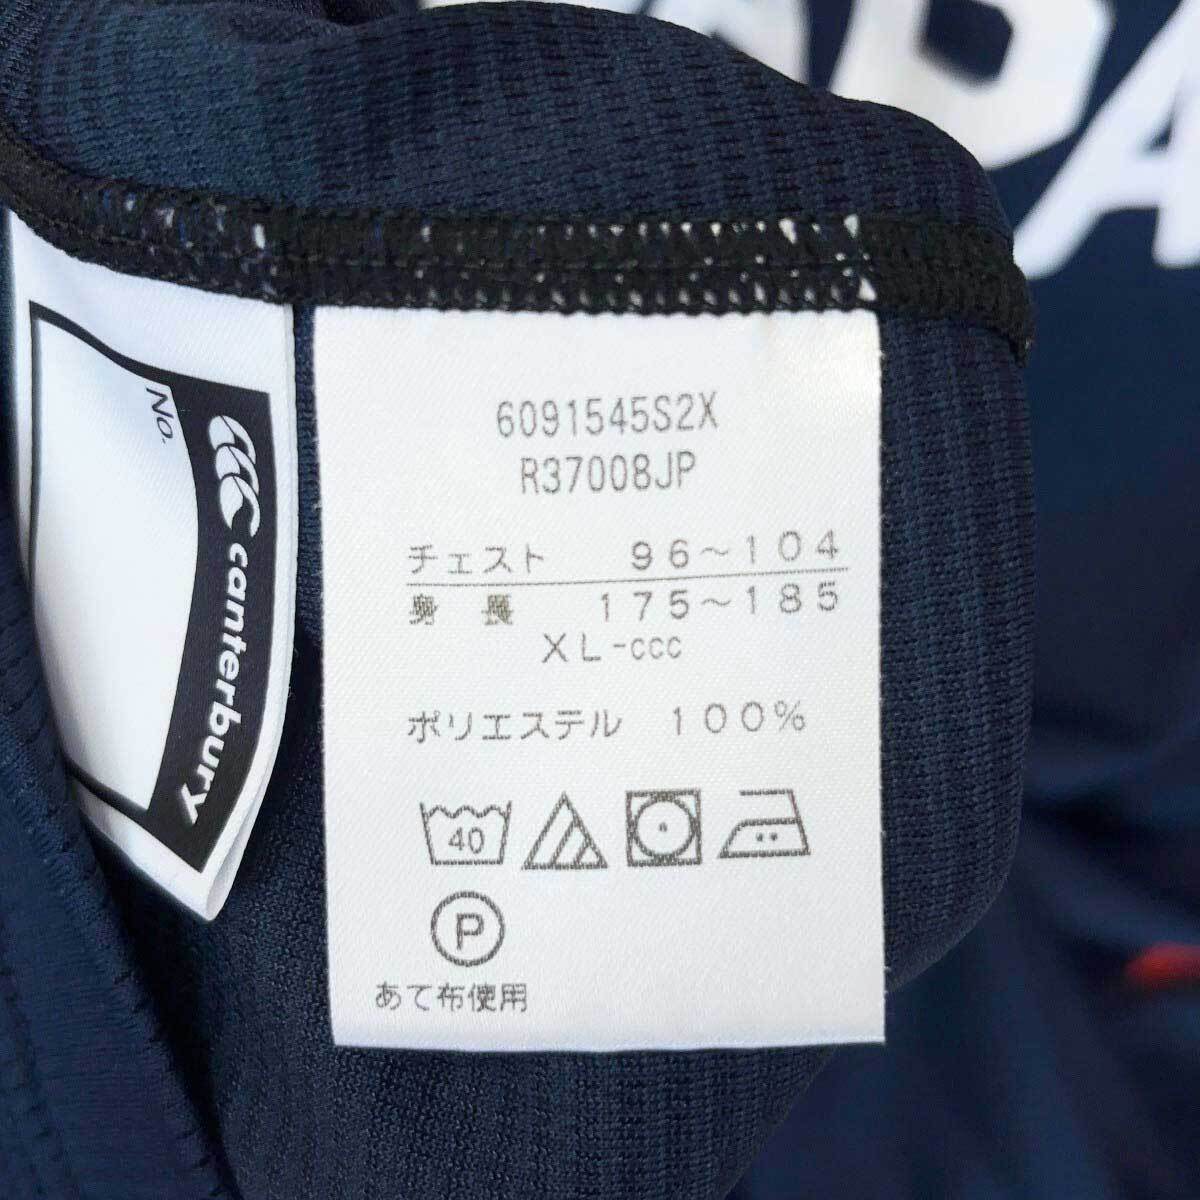 PA
6091545S2X
R37008JP
チェスト 96～104
身長 175～185
XL-ccc
ポリエステル 100%
40
P
あて布使用
No.
canterbury